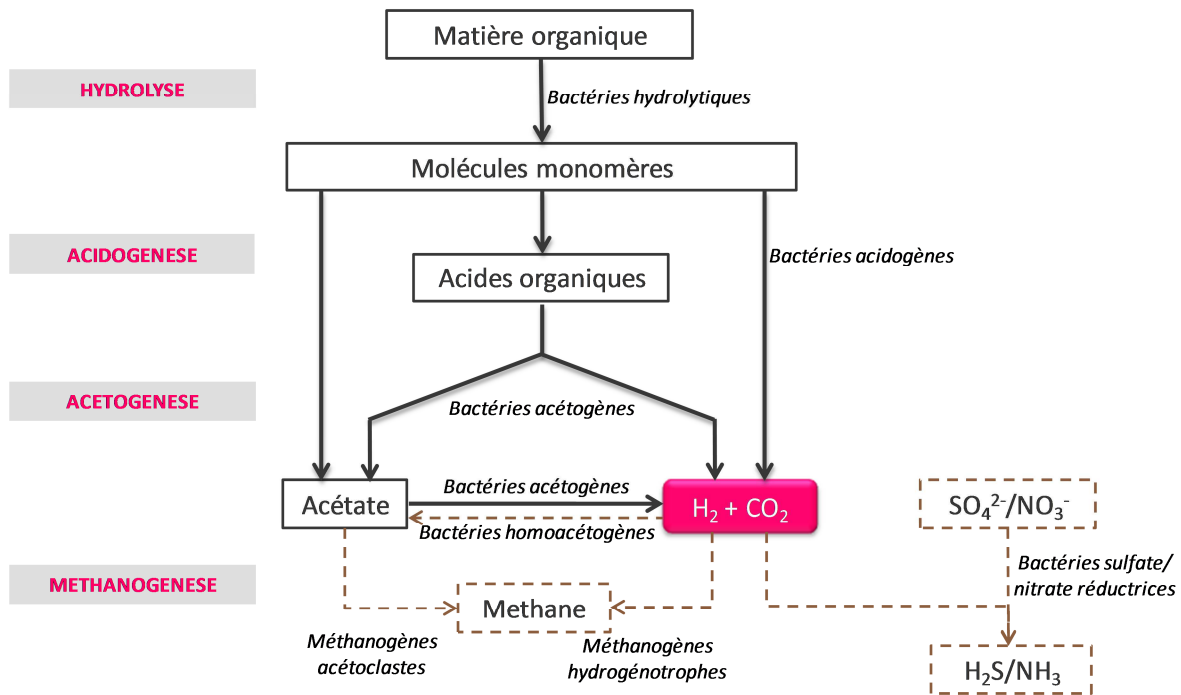 Matière organique
HYDROLYSE
Bactéries hydrolytiques
Molécules monomères
ACIDOGENESE
Bactéries acidogènes
Acides organiques
ACETOGENESE
Bactéries acétogènes
Bactéries acétogènes
Acétate
H₂ + CO₂
SO₄²⁻/NO₃⁻
Bactéries homoacétogènes
Bactéries sulfate/
nitrate réductrices
METHANOGENESE
Methane
Méthanogènes
acétoclastes
Méthanogènes
hydrogénotrophes
H₂S/NH₃